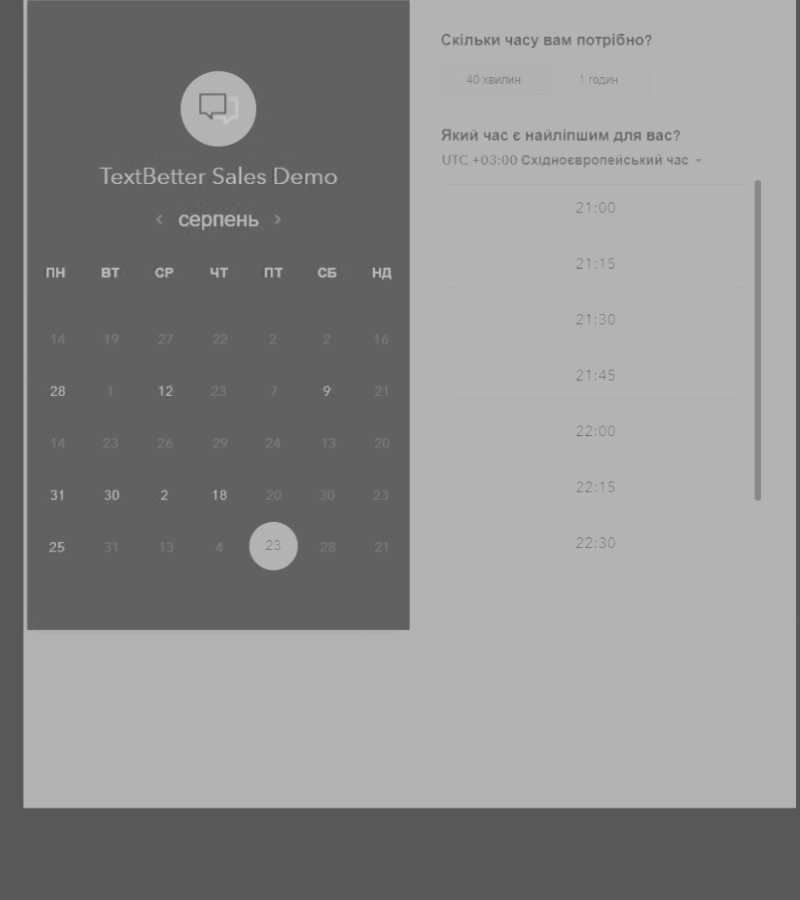 TextBetter Sales Demo
‹ серпень ›
ПН ВТ СР ЧТ ПТ СБ НД
14 19 27 22 2 2 16
28 1 12 23 7 9 21
14 23 26 29 24 13 20
31 30 2 18 20 30 23
25 31 13 4 23 28 21
Скільки часу вам потрібно?
40 хвилин 1 годин
Який час є найліпшим для вас?
UTC +03:00 Східноєвропейський час
21:00
21:15
21:30
21:45
22:00
22:15
22:30